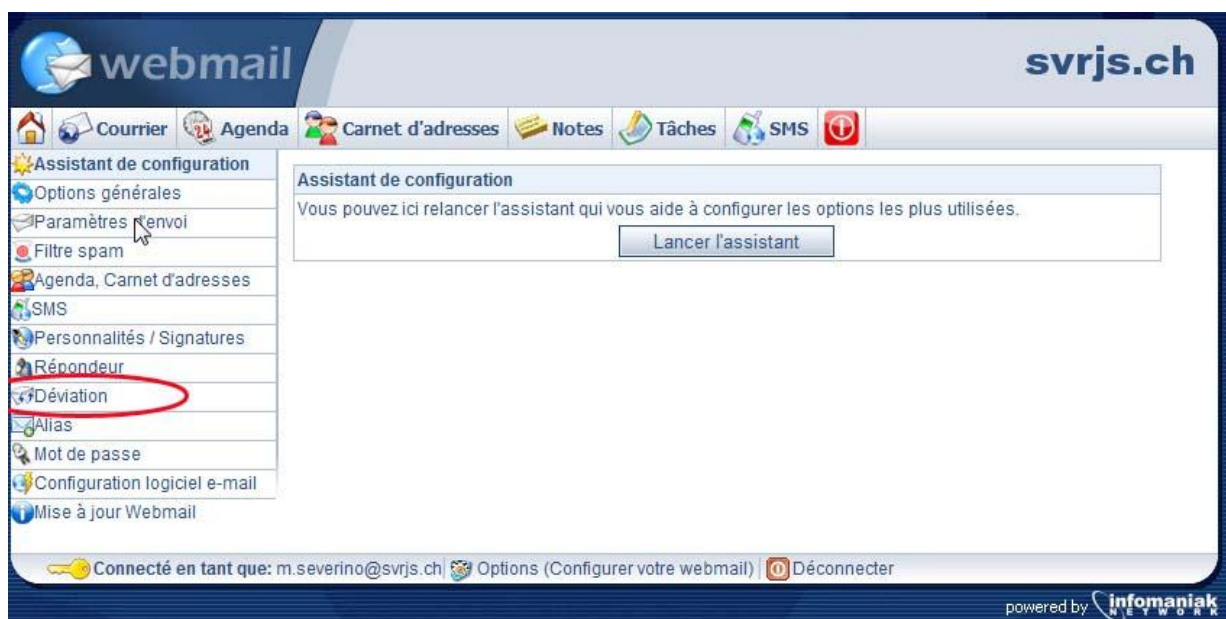 webmail
svrjs.ch
Courrier Agenda Carnet d'adresses Notes Tâches SMS
Assistant de configuration
Options générales
Paramètres d'envoi
Filtre spam
Agenda, Carnet d'adresses
SMS
Personnalités / Signatures
Répondeur
Déviation
Alias
Mot de passe
Configuration logiciel e-mail
Mise à jour Webmail
Assistant de configuration
Vous pouvez ici relancer l'assistant qui vous aide à configurer les options les plus utilisées.
Lancer l'assistant
Connecté en tant que: m.severino@svrjs.ch Options (Configurer votre webmail) Déconnecter
powered by infomaniak
NETWORK